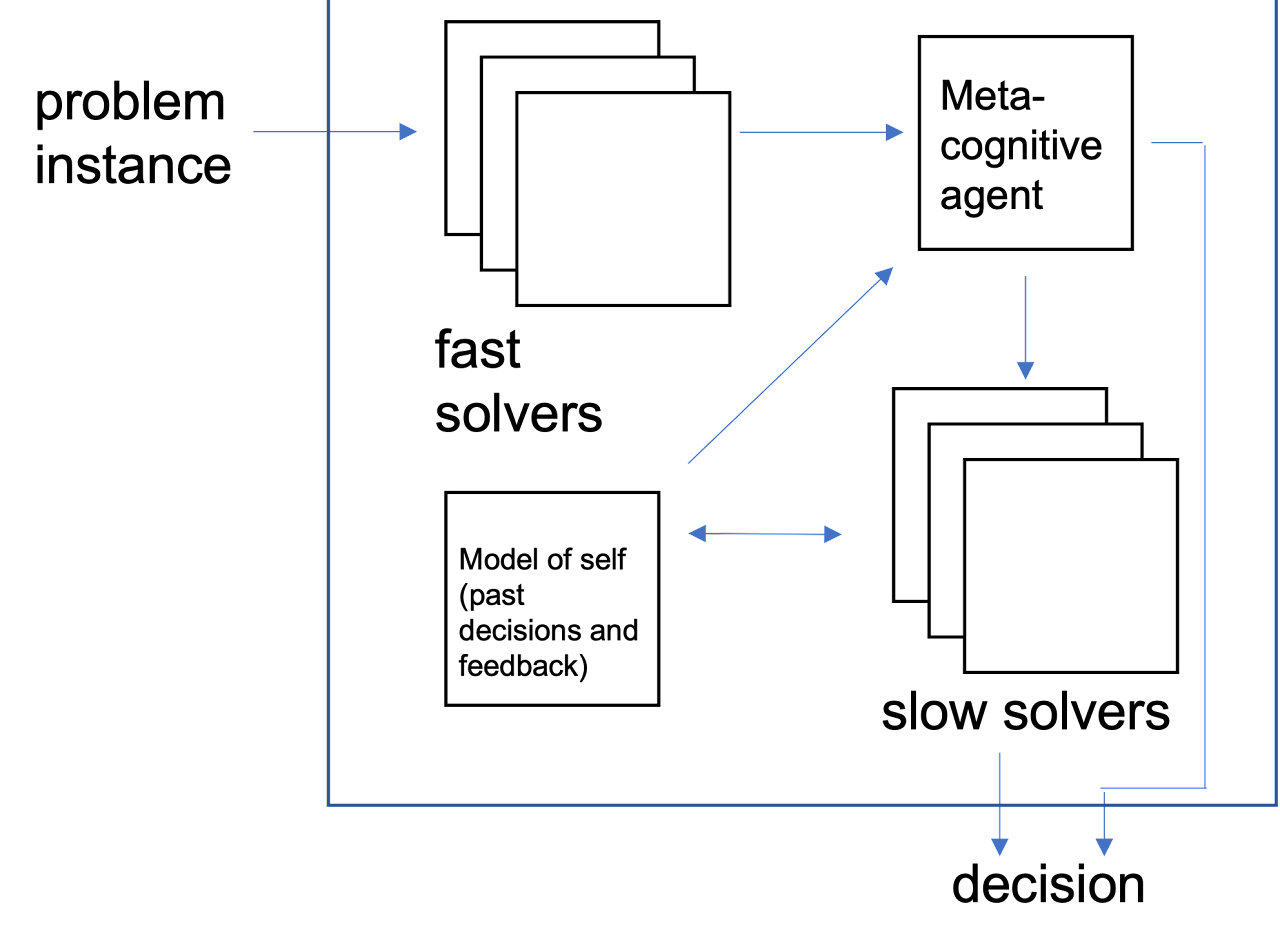 problem
instance
Meta-
cognitive
agent
fast
solvers
Model of self
(past
decisions and
feedback)
slow solvers
decision